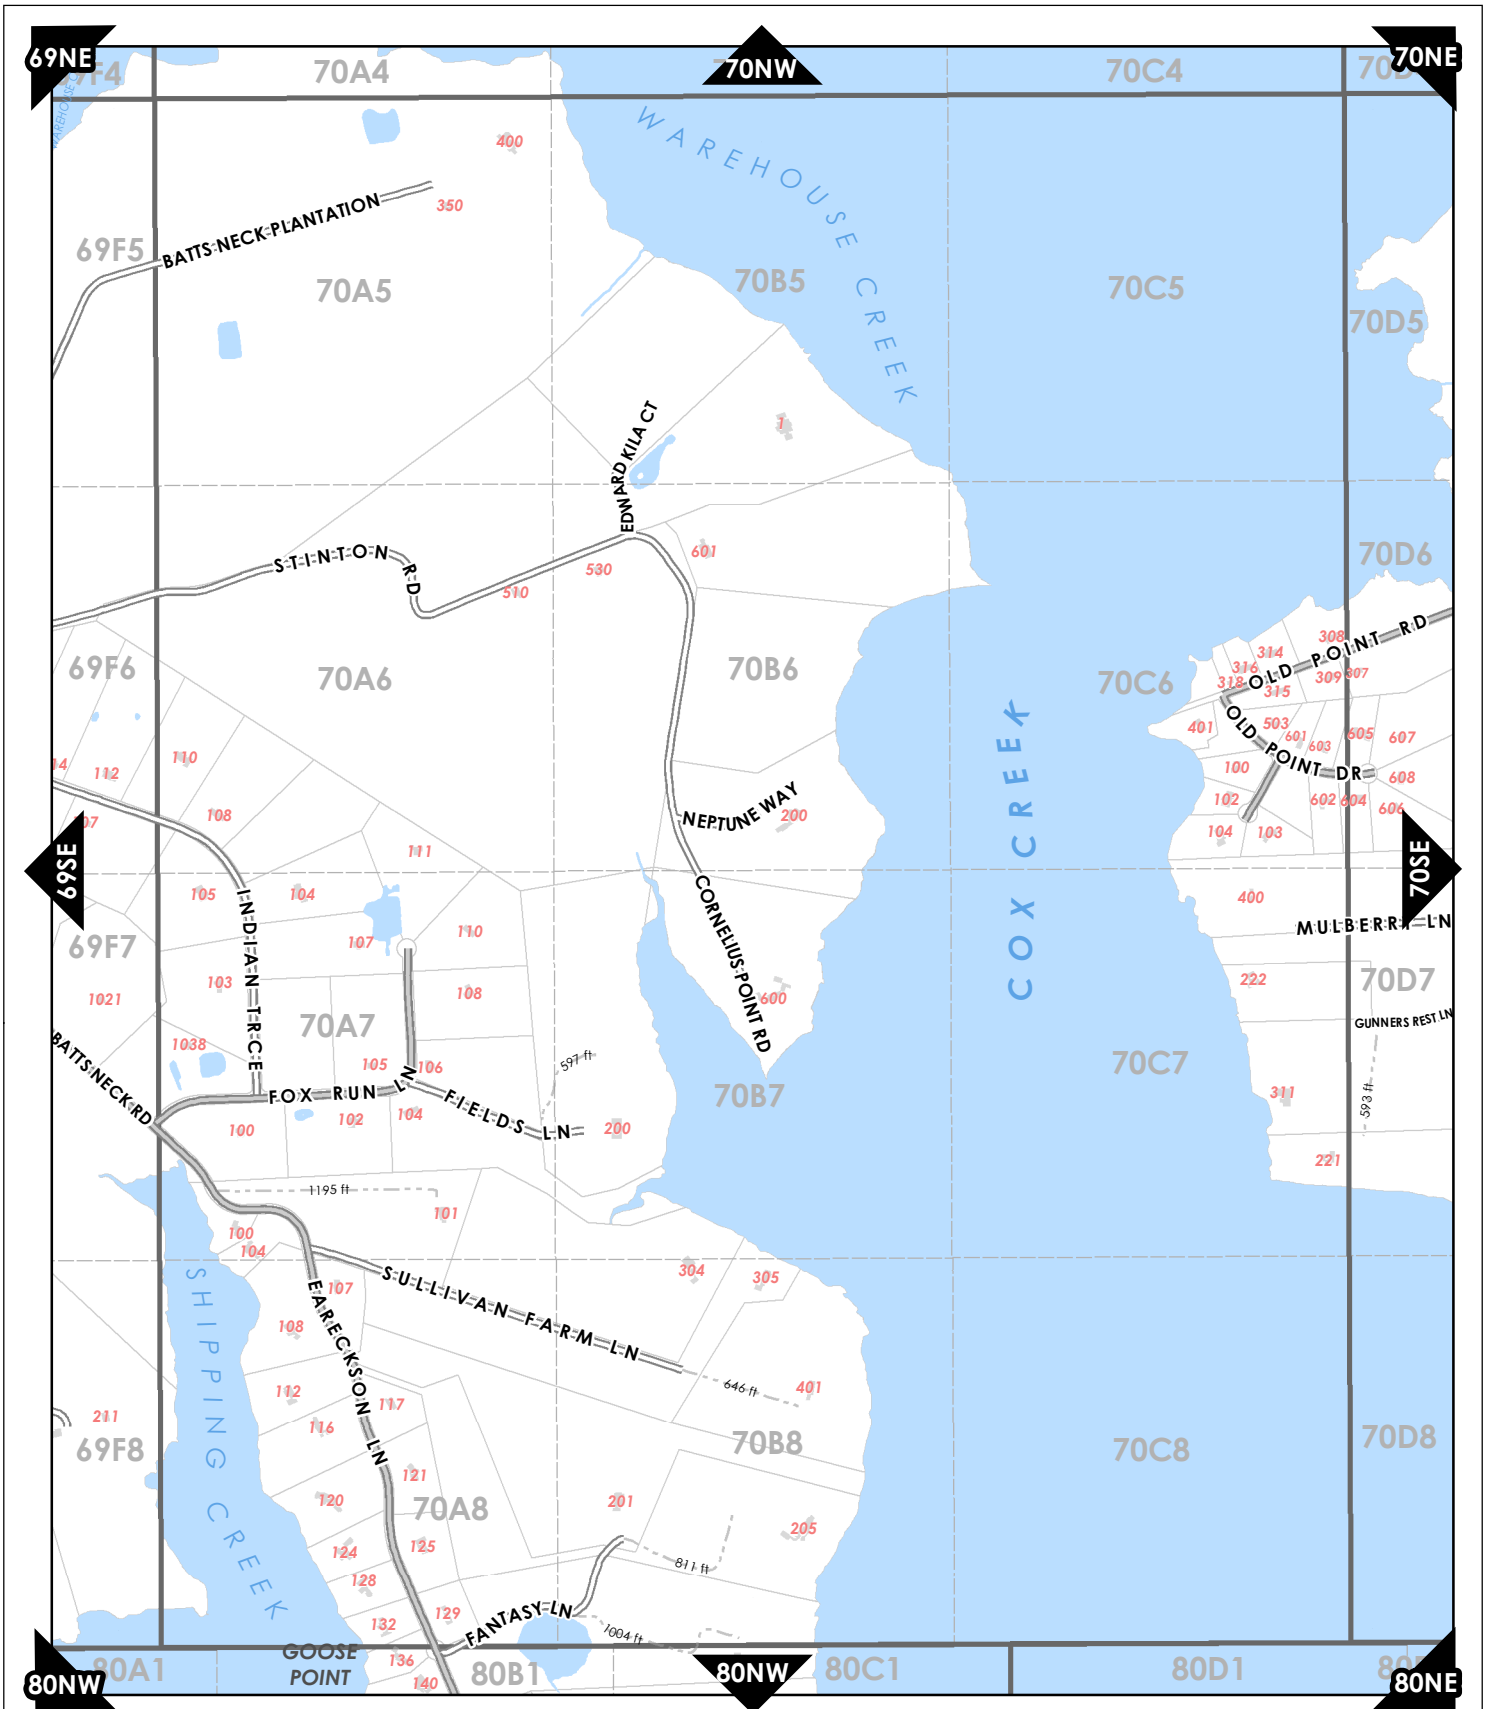 69NE
70NW
70NE
70A4
70C4
WAREHOUSE CREEK
400
BATTS NECK PLANTATION
350
69F5
70A5
70B5
70C5
70D5
EDWARD KILA CT
1
STINTON RD
510
530
601
70D6
69F6
70A6
70B6
70C6
OLD POINT RD
308
314
316
318
315
309
307
401
OLD POINT DR
503
601
603
605
607
100
608
102
602
604
606
104
103
COX CREEK
14
112
110
108
07
111
NEPTUNE WAY
200
69SE
70SE
105
104
INDIAN TRCE
107
110
CORNELIUS POINT RD
400
MULBERRY LN
69F7
103
108
600
222
70D7
1021
70A7
GUNNERS REST LN
1038
105
106
597 ft
70C7
BATTS NECK RD
FOX RUN LN
FIELDS LN
70B7
311
593 ft
100
102
104
200
221
1195 ft
101
100
104
SULLIVAN FARM LN
304
305
SHIPPING CREEK
107
EARECKSON LN
108
112
117
116
646 ft
401
211
69F8
70B8
70C8
70D8
121
120
70A8
201
205
124
125
811 ft
128
129
132
FANTASY LN
1004 ft
GOOSE
POINT
136
140
80A1
80B1
80C1
80D1
80NW
80NW
80NE